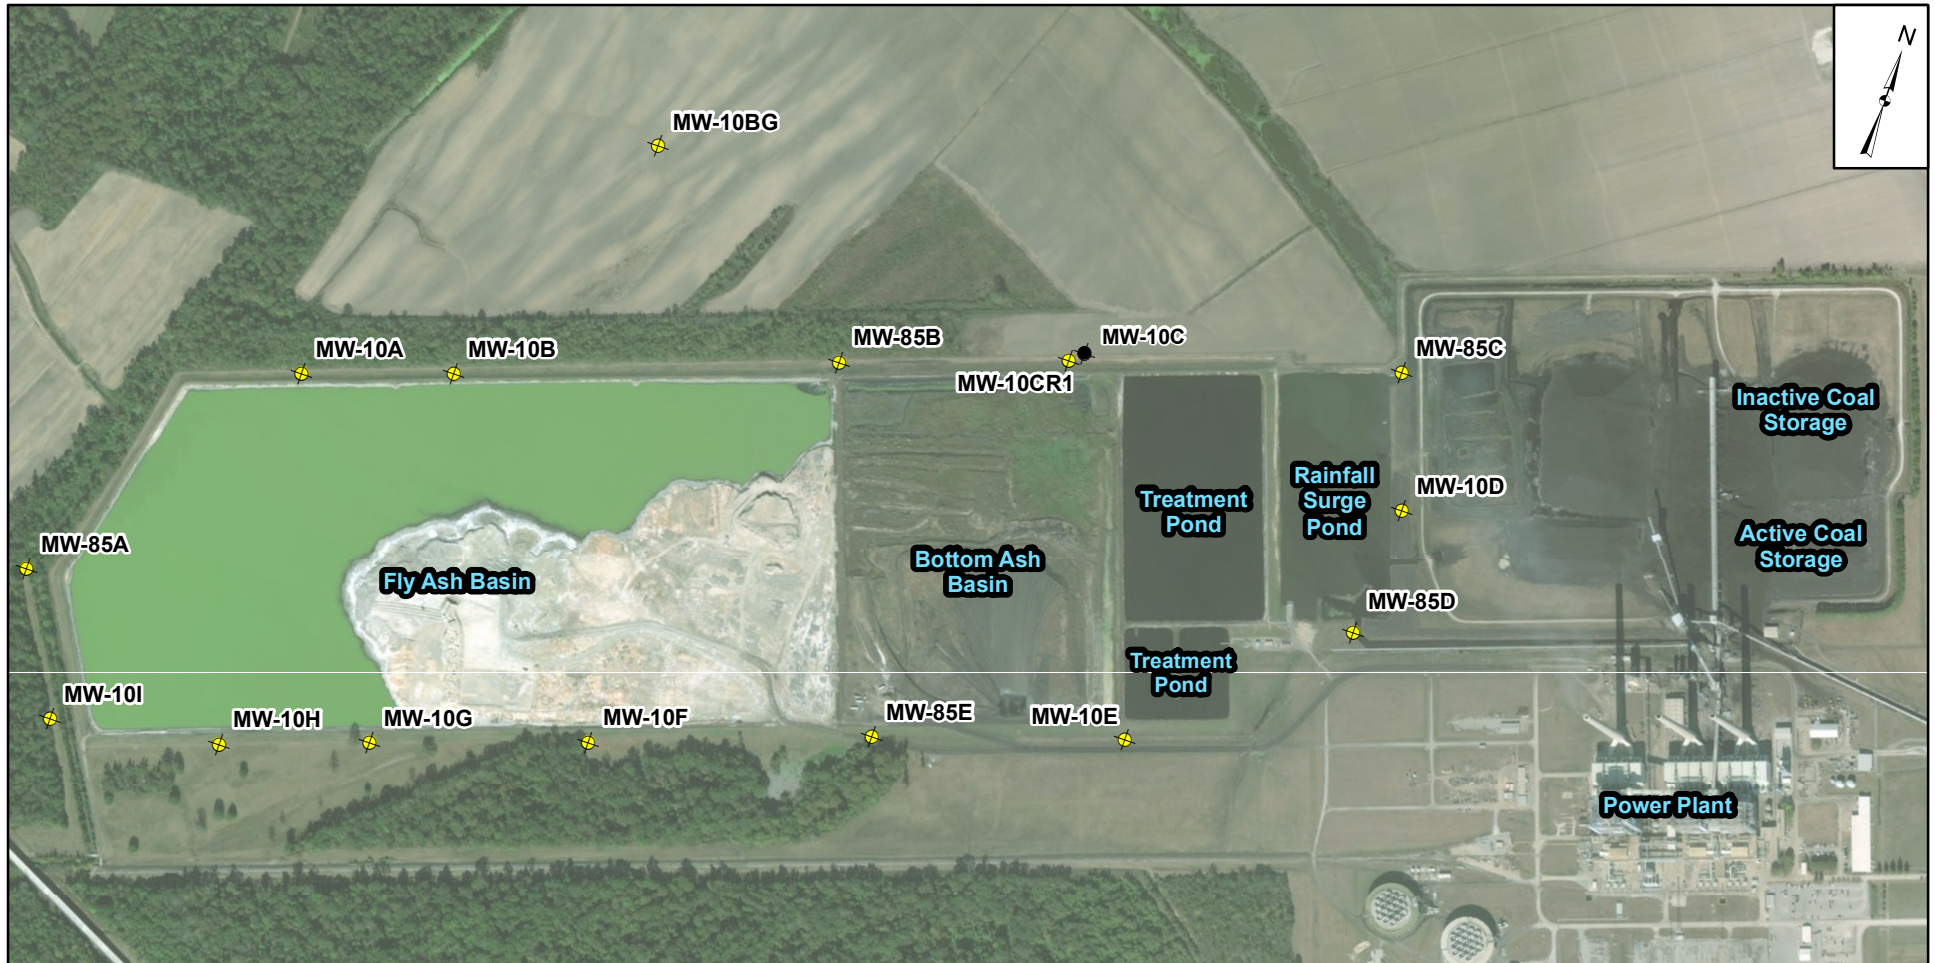 N
MW-10BG
MW-10A
MW-10B
MW-85B
MW-10C
MW-10CR1
MW-85C
Inactive Coal
Storage
Rainfall
Surge
Pond
Treatment
Pond
MW-10D
Active Coal
Storage
MW-85A
Fly Ash Basin
Bottom Ash
Basin
MW-85D
Treatment
Pond
MW-10I
MW-10H
MW-10G
MW-10F
MW-85E
MW-10E
Power Plant